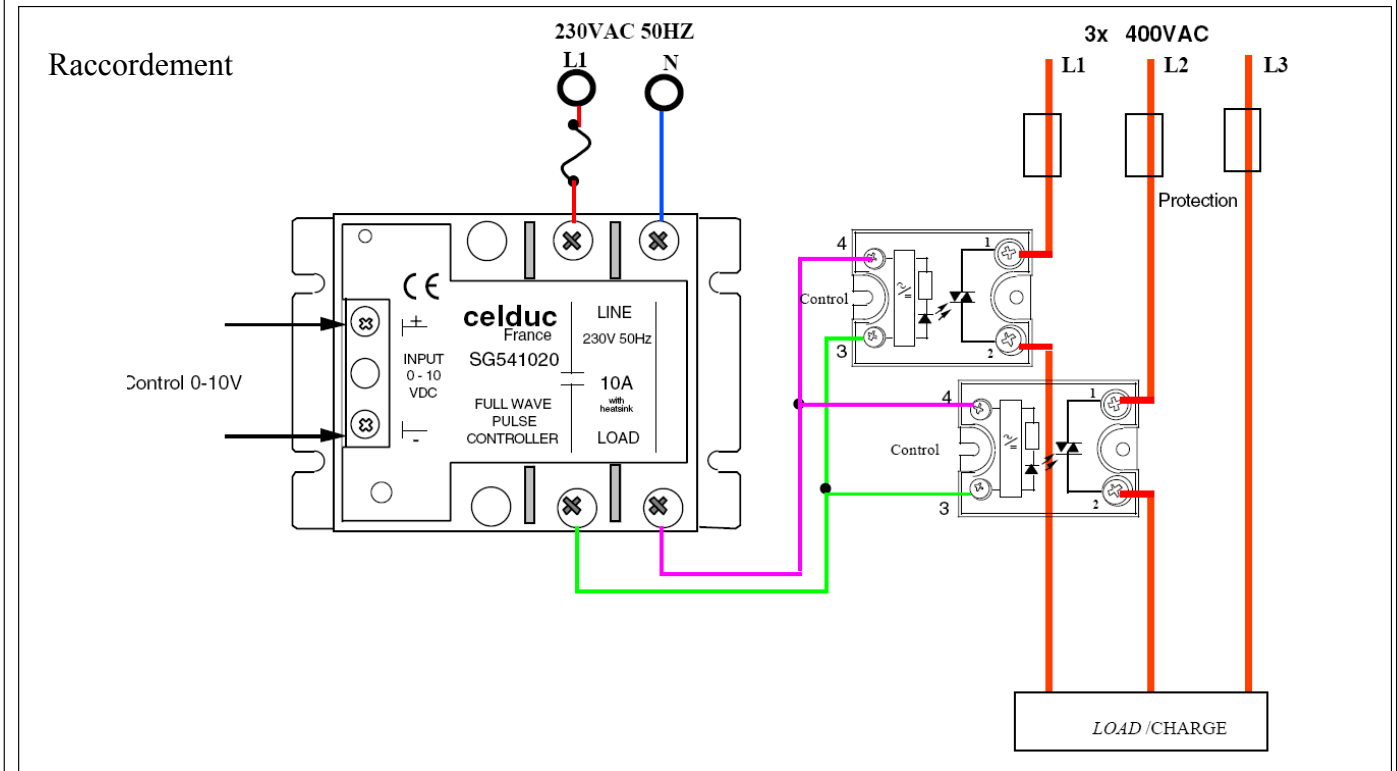 Raccordement
230VAC 50HZ
L1
N
3x 400VAC
L1
L2
L3
Protection
4
Control
3
1
2
4
Control
3
1
2
Control 0-10V
CE
+
INPUT
0 - 10
VDC
-
celduc
France
SG541020
FULL WAVE
PULSE
CONTROLLER
LINE
230V 50Hz
10A
with
heatsink
LOAD
~/=
~/=
LOAD /CHARGE